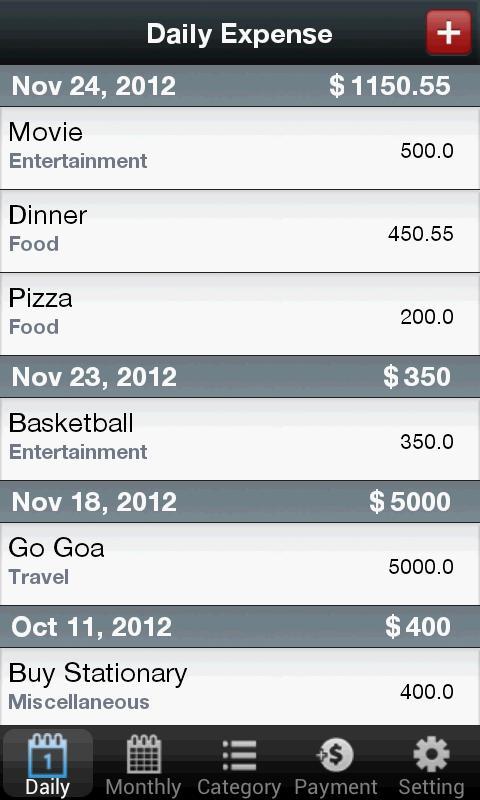 Daily Expense +
Nov 24, 2012 $ 1150.55
Movie
Entertainment 500.0
Dinner
Food 450.55
Pizza
Food 200.0
Nov 23, 2012 $ 350
Basketball
Entertainment 350.0
Nov 18, 2012 $ 5000
Go Goa
Travel 5000.0
Oct 11, 2012 $ 400
Buy Stationary
Miscellaneous 400.0
1 $
Daily Monthly Category Payment Setting